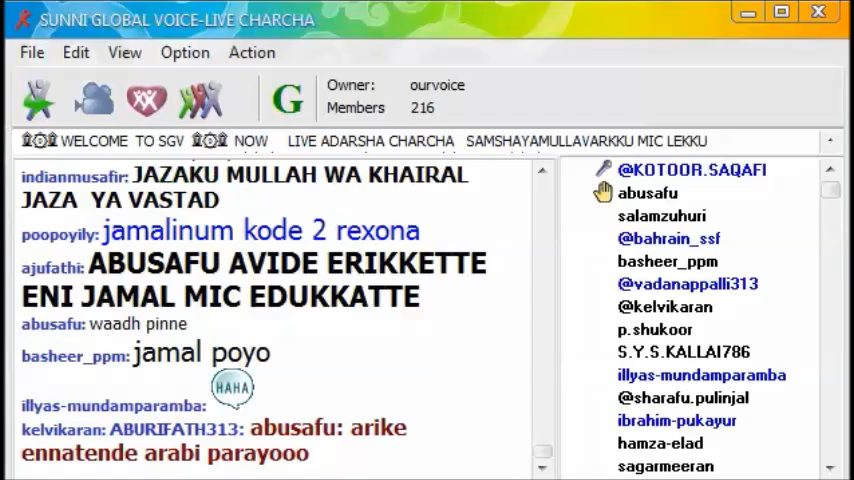 SUNNI GLOBAL VOICE-LIVE CHARCHA
File Edit View Option Action
G
Owner: ourvoice
Members 216
WELCOME TO SGV NOW LIVE ADARSHA CHARCHA SAMSHAYAMULLAVARKKU MIC LEKKU
indianmusafir: JAZAKU MULLAH WA KHAIRAL
JAZA YA VASTAD
poopoyily: jamalinum kode 2 rexona
ajufathi: ABUSAFU AVIDE ERIKKETTE
ENI JAMAL MIC EDUKKATTE
abusafu: waadh pinne
basheer_ppm: jamal poyo
HAHA
illyas-mundamparamba:
kelvikaran: ABURIFATH313: abusafu: arike
ennatende arabi parayooo
@KOTOOR.SAQAFI
abusafu
salamzuhuri
@bahrain_ssf
basheer_ppm
@vadanappalli313
@kelvikaran
p.shukoor
S.Y.S.KALLAI786
illyas-mundamparamba
@sharafu.pulinjal
ibrahim-pukayur
hamza-elad
sagarmeeran